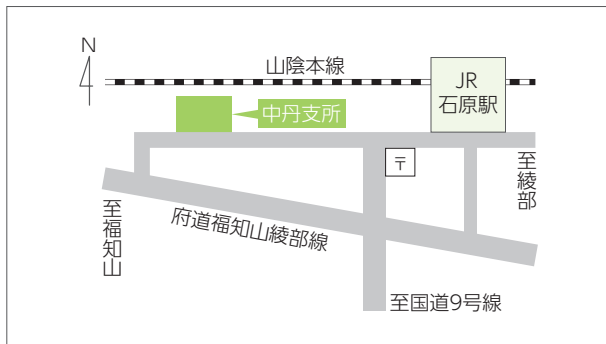 N
山陰本線
JR
石原駅
中丹支所
〒
至綾部
府道福知山綾部線
至福知山
至国道9号線